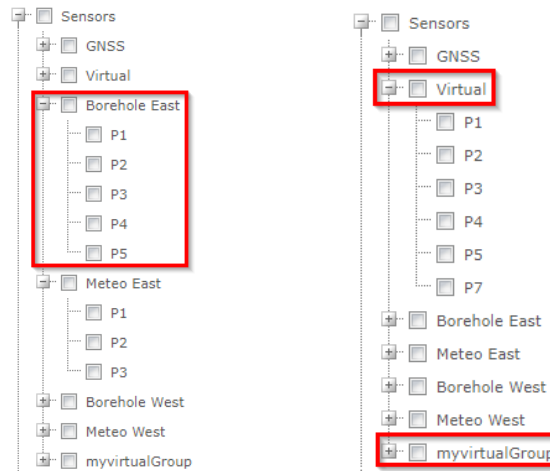 Sensors
GNSS
Virtual
Borehole East
P1
P2
P3
P4
P5
Meteo East
P1
P2
P3
Borehole West
Meteo West
myvirtualGroup
Sensors
GNSS
Virtual
P1
P2
P3
P4
P5
P7
Borehole East
Meteo East
Borehole West
Meteo West
myvirtualGroup